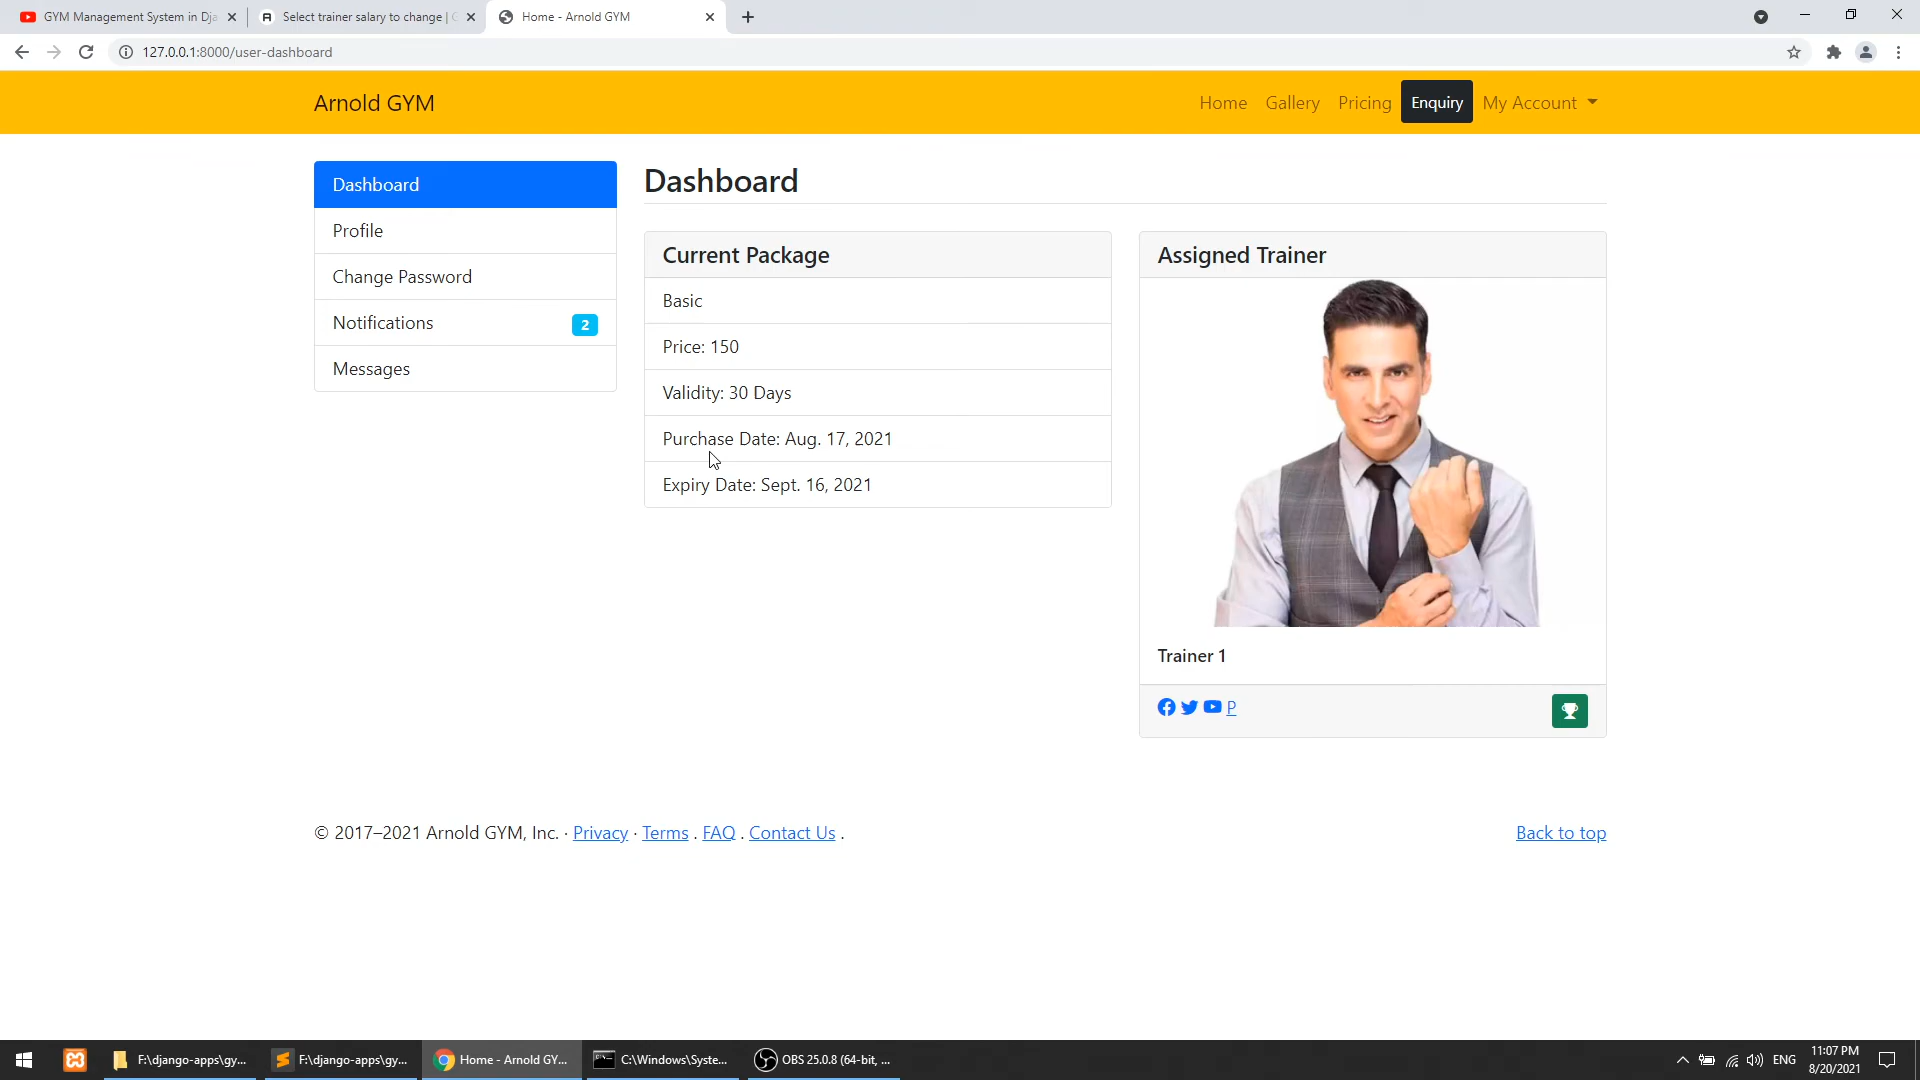 GYM Management System in Dja
Select trainer salary to change | G
Home - Arnold GYM
127.0.0.1:8000/user-dashboard
Arnold GYM
Home Gallery Pricing Enquiry My Account
Dashboard
Profile
Change Password
Notifications 2
Messages
Dashboard
Current Package
Basic
Price: 150
Validity: 30 Days
Purchase Date: Aug. 17, 2021
Expiry Date: Sept. 16, 2021
Assigned Trainer
Trainer 1
P
© 2017–2021 Arnold GYM, Inc. · Privacy · Terms . FAQ . Contact Us .
Back to top
F:\django-apps\gy...
F:\django-apps\gy...
Home - Arnold GY...
C:\Windows\Syste...
OBS 25.0.8 (64-bit, ...
ENG
11:07 PM
8/20/2021